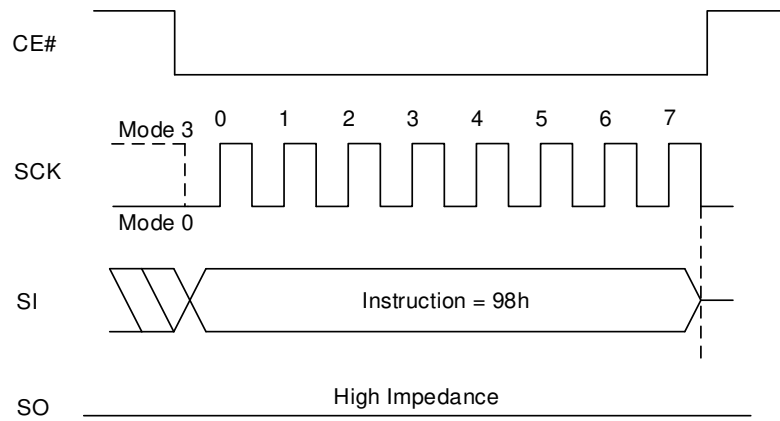 CE#
Mode 3
0 1 2 3 4 5 6 7
SCK
Mode 0
SI
Instruction = 98h
High Impedance
SO